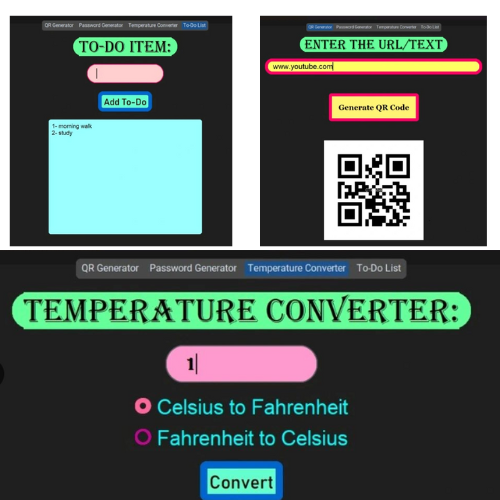 QR Generator Password Generator Temperature Converter To-Do List
TO-DO ITEM:
Add To-Do
1- morning walk
2- study
QR Generator Password Generator Temperature Converter To-Do List
ENTER THE URL/TEXT
www.youtube.com
Generate QR Code
QR Generator Password Generator Temperature Converter To-Do List
TEMPERATURE CONVERTER:
1
Celsius to Fahrenheit
Fahrenheit to Celsius
Convert